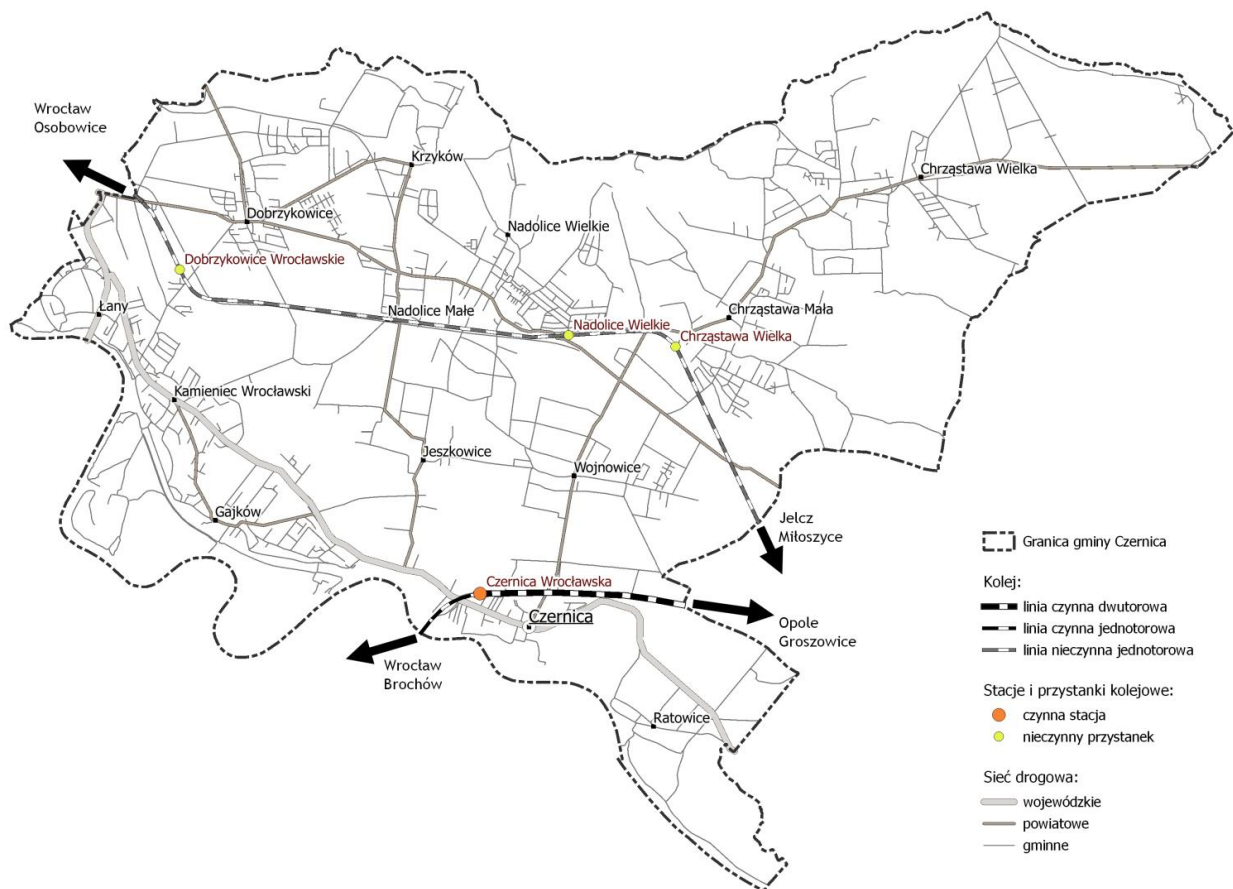 Wrocław
Osobowice
Krzyków
Chrząstawa Wielka
Dobrzykowice
Nadolice Wielkie
Dobrzykowice Wrocławskie
Łany
Nadolice Małe
Chrząstawa Mała
Nadolice Wielkie
Chrząstawa Wielka
Kamieniec Wrocławski
Jeszkowice
Wojnowice
Gajków
Jelcz
Miłoszyce
Czernica Wrocławska
Czernica
Opole
Groszowice
Wrocław
Brochów
Ratowice
Granica gminy Czernica
Kolej:
linia czynna dwutorowa
linia czynna jednotorowa
linia nieczynna jednotorowa
Stacje i przystanki kolejowe:
czynna stacja
nieczynny przystanek
Sieć drogowa:
wojewódzkie
powiatowe
gminne